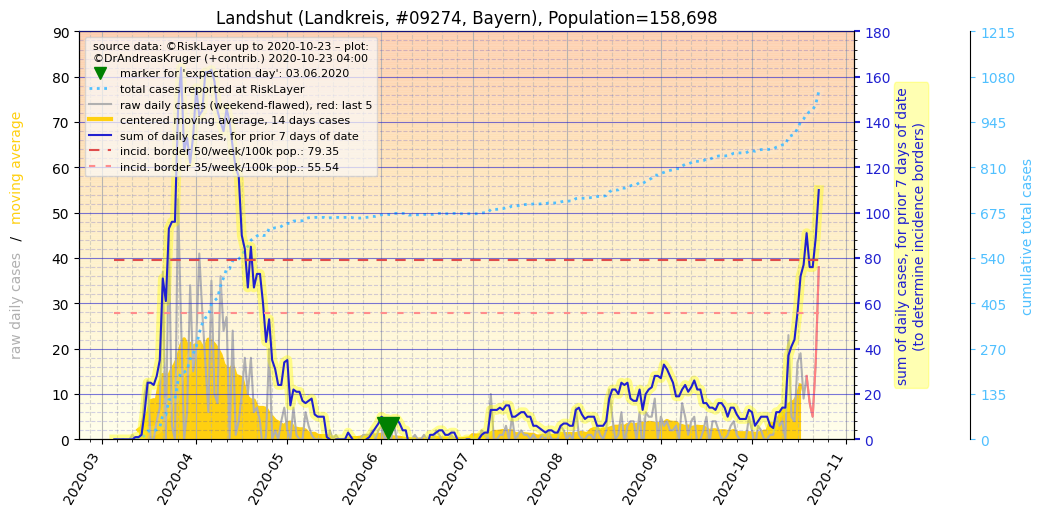 Landshut (Landkreis, #09274, Bayern), Population=158,698
source data: ©RiskLayer up to 2020-10-23 – plot:
©DrAndreasKruger (+contrib.) 2020-10-23 04:00
marker for 'expectation day': 03.06.2020
total cases reported at RiskLayer
raw daily cases (weekend-flawed), red: last 5
centered moving average, 14 days cases
sum of daily cases, for prior 7 days of date
incid. border 50/week/100k pop.: 79.35
incid. border 35/week/100k pop.: 55.54
raw daily cases / moving average
90
80
70
60
50
40
30
20
10
0
180
160
140
120
100
80
60
40
20
0
sum of daily cases, for prior 7 days of date
(to determine incidence borders)
1215
1080
945
810
675
540
405
270
135
0
cumulative total cases
2020-03
2020-04
2020-05
2020-06
2020-07
2020-08
2020-09
2020-10
2020-11